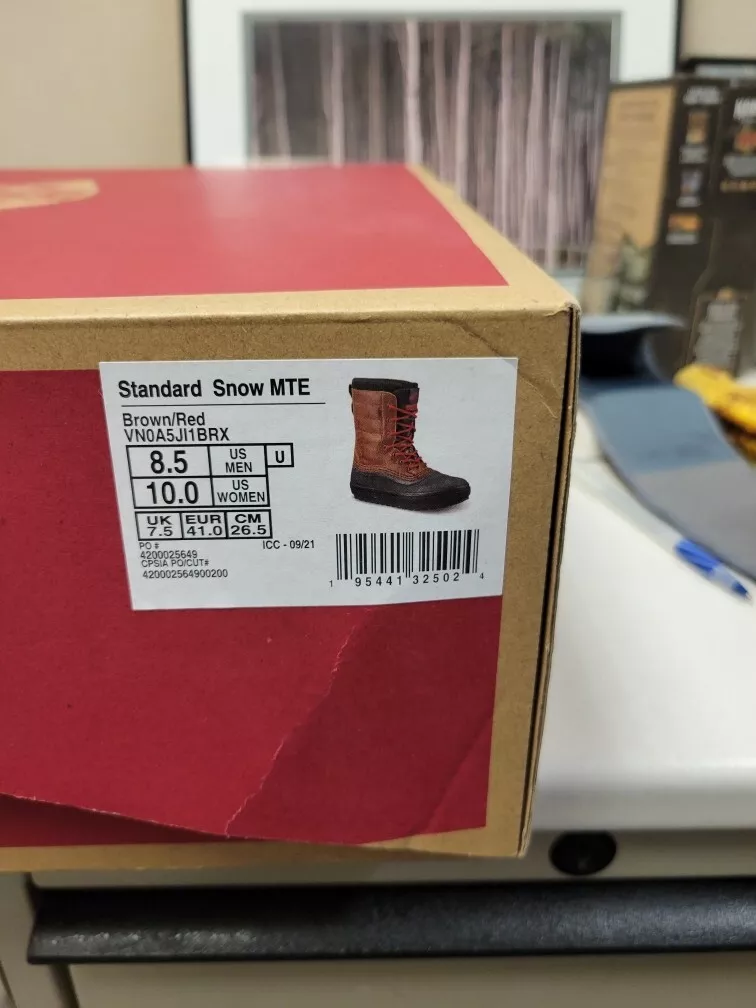 Standard Snow MTE
Brown/Red
VN0A5JI1BRX
8.5 US MEN U
10.0 US WOMEN
UK EUR CM
7.5 41.0 26.5
PO #
4200025649
ICC - 09/21
CPSIA PO/CUT#
420002564900200
1 95441 32502 4